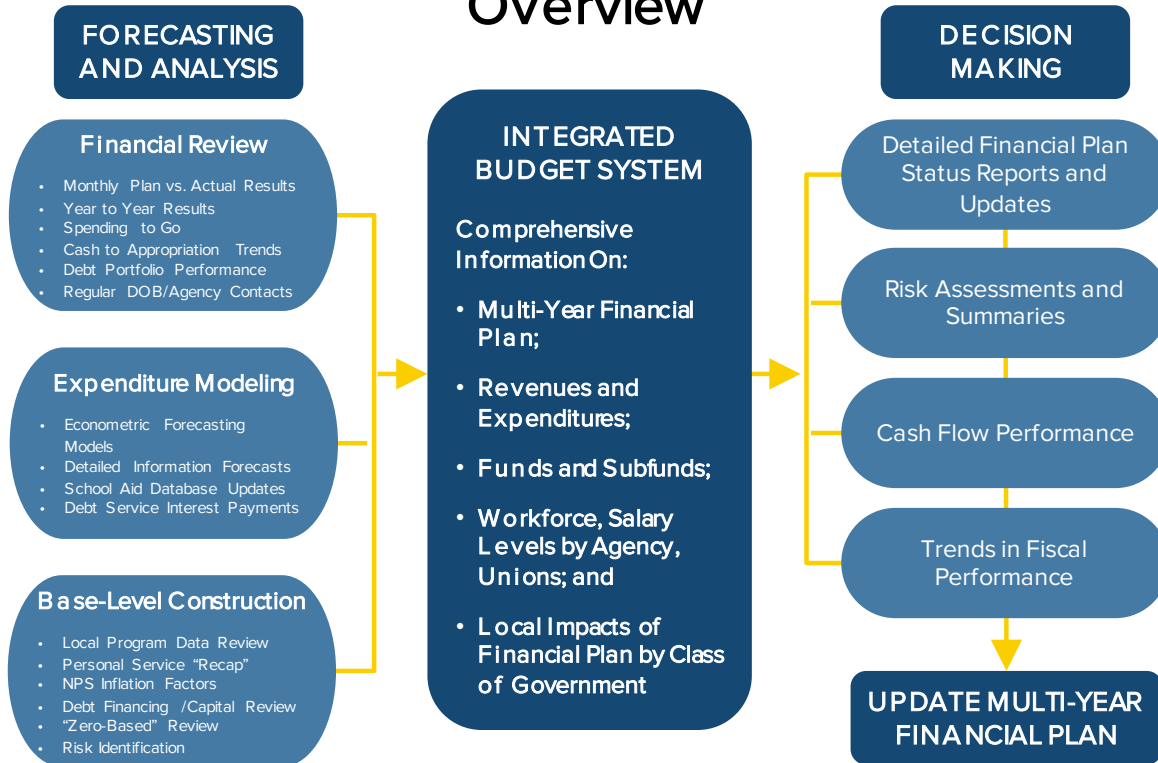 Overview
FORECASTING
AND ANALYSIS
Financial Review
• Monthly Plan vs. Actual Results
• Year to Year Results
• Spending to Go
• Cash to Appropriation Trends
• Debt Portfolio Performance
• Regular DOB/Agency Contacts
Expenditure Modeling
• Econometric Forecasting
Models
• Detailed Information Forecasts
• School Aid Database Updates
• Debt Service Interest Payments
Base-Level Construction
• Local Program Data Review
• Personal Service “Recap”
• NPS Inflation Factors
• Debt Financing /Capital Review
• “Zero-Based” Review
• Risk Identification
INTEGRATED
BUDGET SYSTEM
Comprehensive
Information On:
• Multi-Year Financial
Plan;
• Revenues and
Expenditures;
• Funds and Subfunds;
• Workforce, Salary
Levels by Agency,
Unions; and
• Local Impacts of
Financial Plan by Class
of Government
DECISION
MAKING
Detailed Financial Plan
Status Reports and
Updates
Risk Assessments and
Summaries
Cash Flow Performance
Trends in Fiscal
Performance
UPDATE MULTI-YEAR
FINANCIAL PLAN